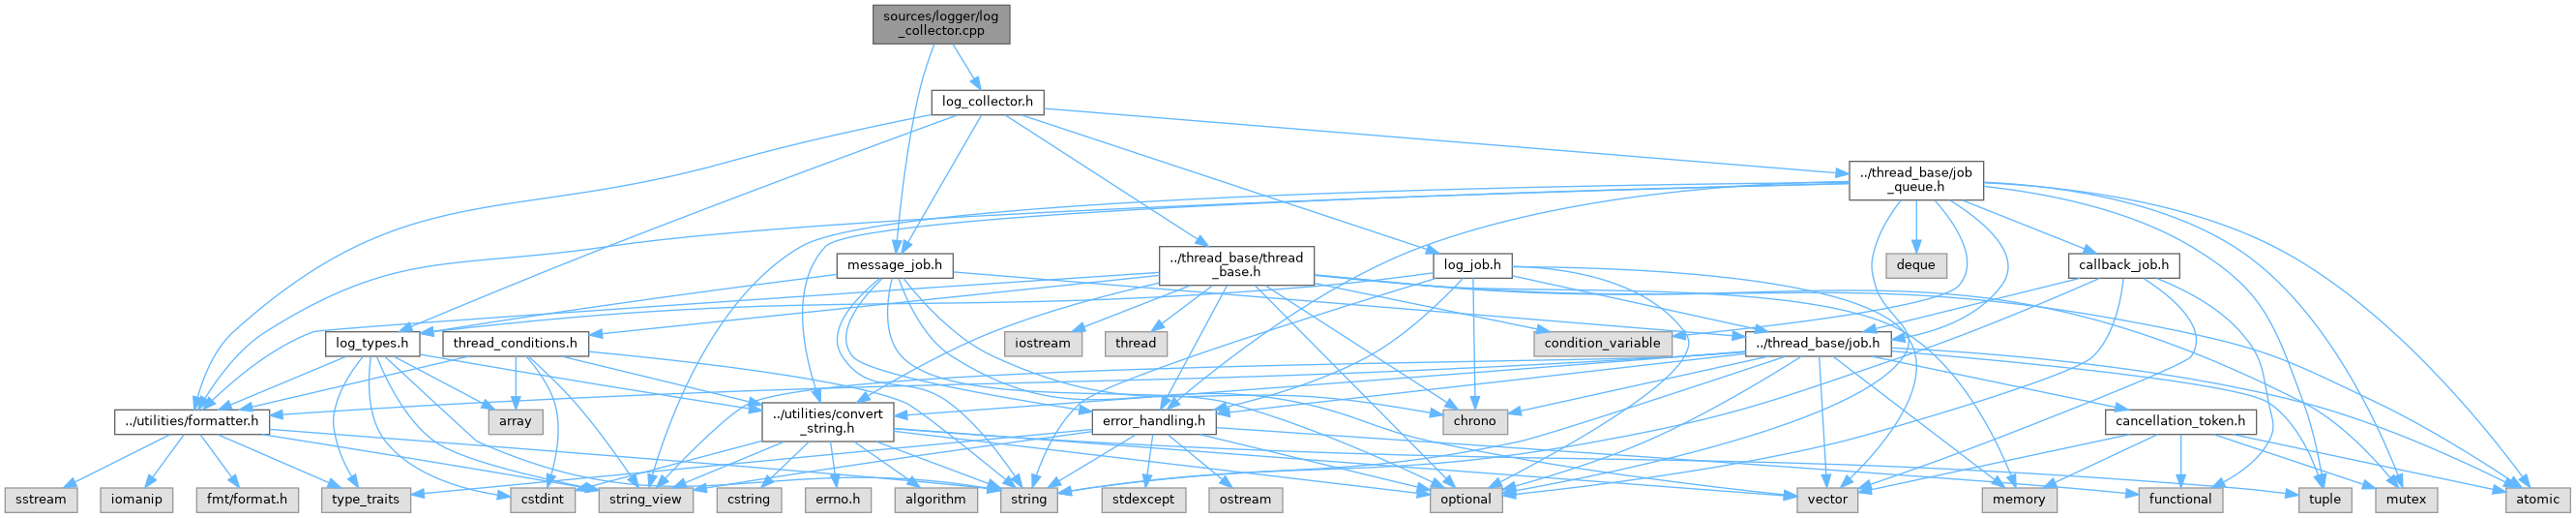 sources/logger/log
_collector.cpp
log_collector.h
../thread_base/job
_queue.h
message_job.h
../thread_base/thread
_base.h
log_job.h
deque
callback_job.h
log_types.h
thread_conditions.h
iostream
thread
condition_variable
../thread_base/job.h
../utilities/formatter.h
array
../utilities/convert
_string.h
error_handling.h
chrono
cancellation_token.h
sstream
iomanip
fmt/format.h
type_traits
cstdint
string_view
cstring
errno.h
algorithm
string
stdexcept
ostream
optional
vector
memory
functional
tuple
mutex
atomic